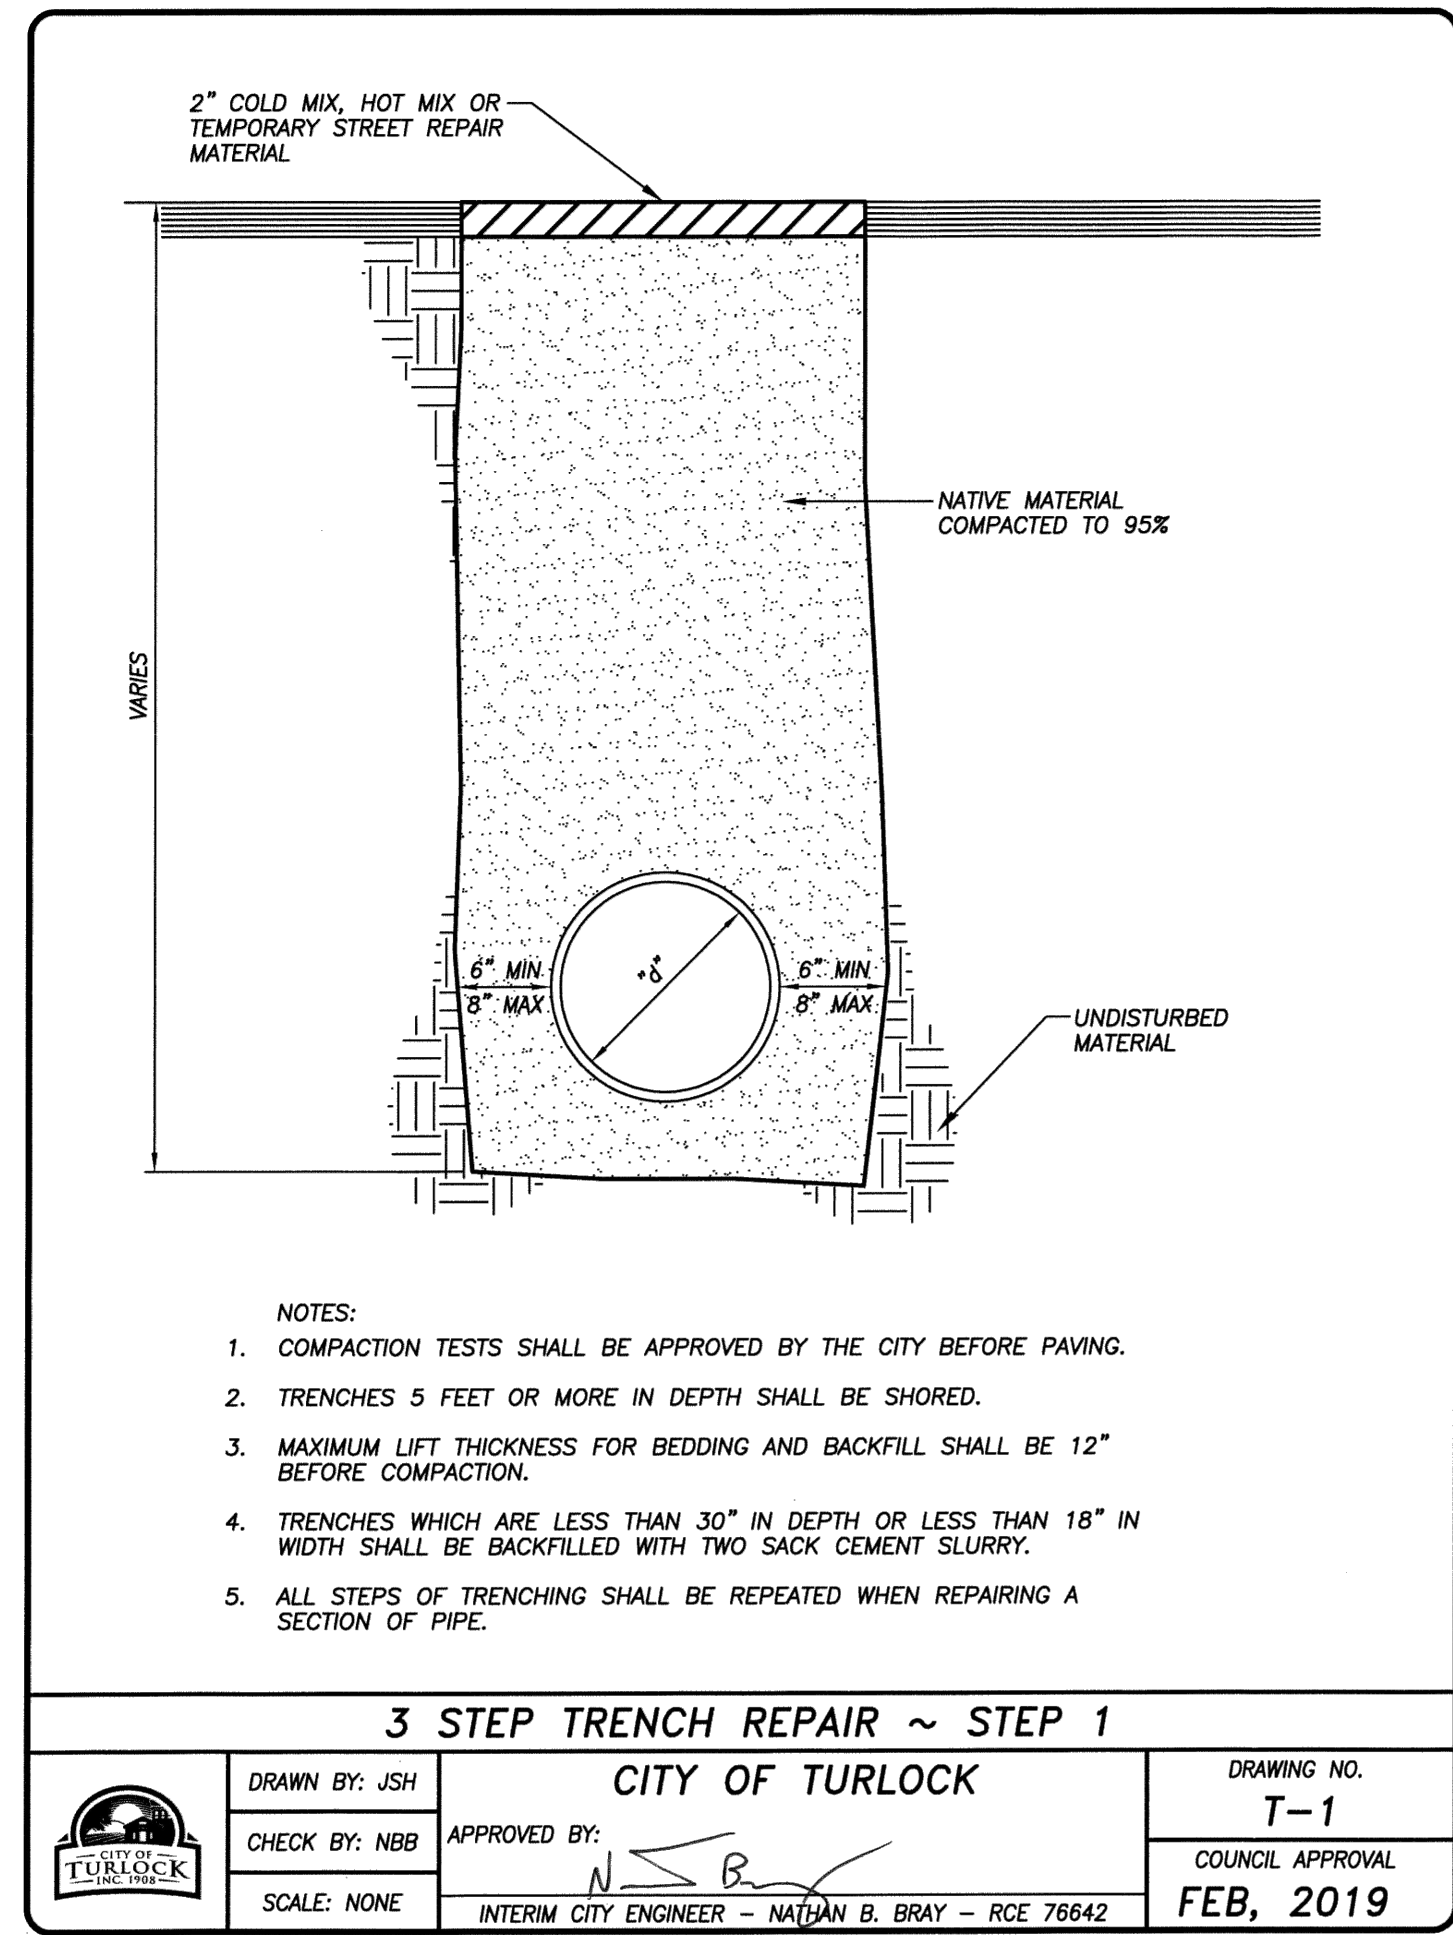 2" COLD MIX, HOT MIX OR
TEMPORARY STREET REPAIR
MATERIAL
NATIVE MATERIAL
COMPACTED TO 95%
VARIES
6" MIN
8" MAX
"d"
6" MIN
8" MAX
UNDISTURBED
MATERIAL
NOTES:
1. COMPACTION TESTS SHALL BE APPROVED BY THE CITY BEFORE PAVING.
2. TRENCHES 5 FEET OR MORE IN DEPTH SHALL BE SHORED.
3. MAXIMUM LIFT THICKNESS FOR BEDDING AND BACKFILL SHALL BE 12"
BEFORE COMPACTION.
4. TRENCHES WHICH ARE LESS THAN 30" IN DEPTH OR LESS THAN 18" IN
WIDTH SHALL BE BACKFILLED WITH TWO SACK CEMENT SLURRY.
5. ALL STEPS OF TRENCHING SHALL BE REPEATED WHEN REPAIRING A
SECTION OF PIPE.
3 STEP TRENCH REPAIR ~ STEP 1
CITY OF
TURLOCK
INC. 1908
DRAWN BY: JSH
CHECK BY: NBB
SCALE: NONE
CITY OF TURLOCK
APPROVED BY:
INTERIM CITY ENGINEER – NATHAN B. BRAY – RCE 76642
DRAWING NO.
T-1
COUNCIL APPROVAL
FEB, 2019